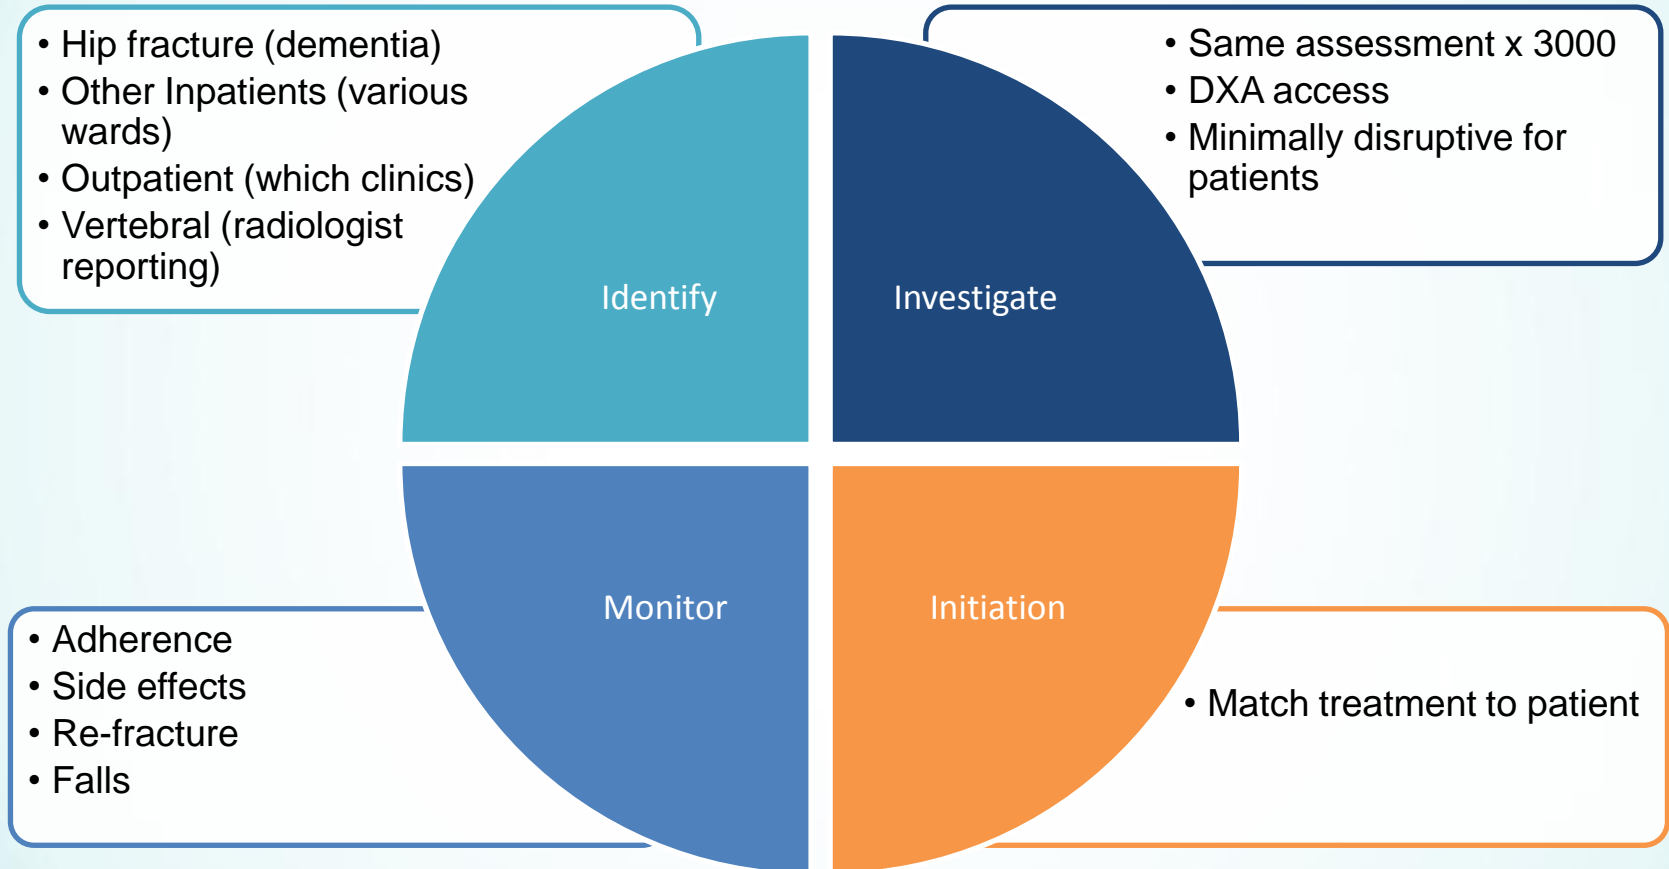 • Hip fracture (dementia)
• Other Inpatients (various
wards)
• Outpatient (which clinics)
• Vertebral (radiologist
reporting)
Identify
• Same assessment x 3000
• DXA access
• Minimally disruptive for
patients
Investigate
Monitor
• Adherence
• Side effects
• Re-fracture
• Falls
Initiation
• Match treatment to patient